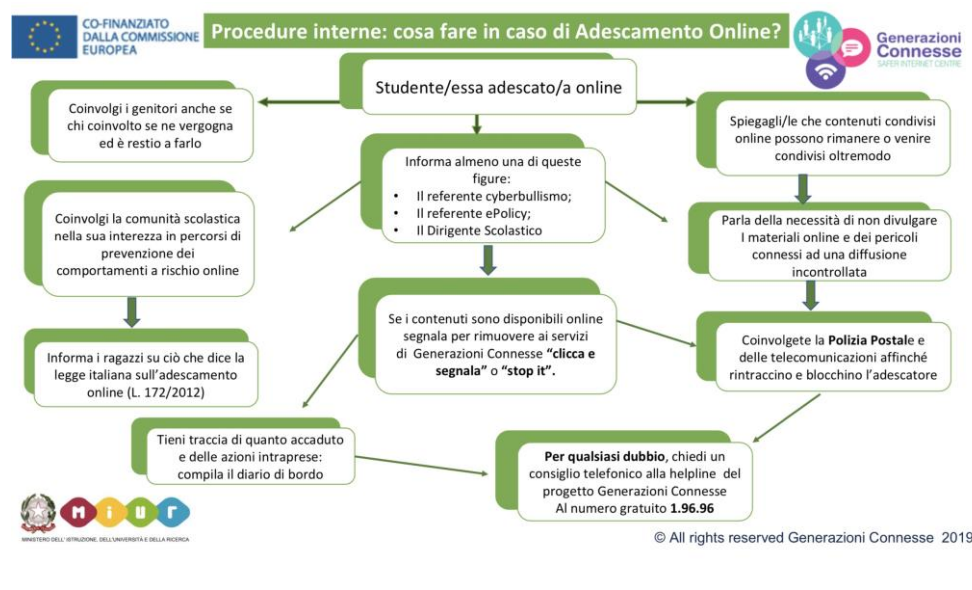 CO-FINANZIATO
DALLA COMMISSIONE
EUROPEA
Procedure interne: cosa fare in caso di Adescamento Online?
Generazioni
Connesse
SAFER INTERNET CENTRE
Studente/essa adescato/a online
Coinvolgi i genitori anche se
chi coinvolto se ne vergogna
ed è restio a farlo
Informa almeno una di queste
figure:
• Il referente cyberbullismo;
• Il referente ePolicy;
• Il Dirigente Scolastico
Spiegagli/le che contenuti condivisi
online possono rimanere o venire
condivisi oltremodo
Coinvolgi la comunità scolastica
nella sua interezza in percorsi di
prevenzione dei
comportamenti a rischio online
Parla della necessità di non divulgare
I materiali online e dei pericoli
connessi ad una diffusione
incontrollata
Se i contenuti sono disponibili online
segnala per rimuovere ai servizi
di Generazioni Connesse “clicca e
segnala” o “stop it”.
Informa i ragazzi su ciò che dice la
legge italiana sull’adescamento
online (L. 172/2012)
Coinvolgete la Polizia Postale e
delle telecomunicazioni affinché
rintraccino e blocchino l’adescatore
Tieni traccia di quanto accaduto
e delle azioni intraprese:
compila il diario di bordo
Per qualsiasi dubbio, chiedi un
consiglio telefonico alla helpline del
progetto Generazioni Connesse
Al numero gratuito 1.96.96
MIUR
MINISTERO DELL’ISTRUZIONE, DELL’UNIVERSITÀ E DELLA RICERCA
© All rights reserved Generazioni Connesse 2019